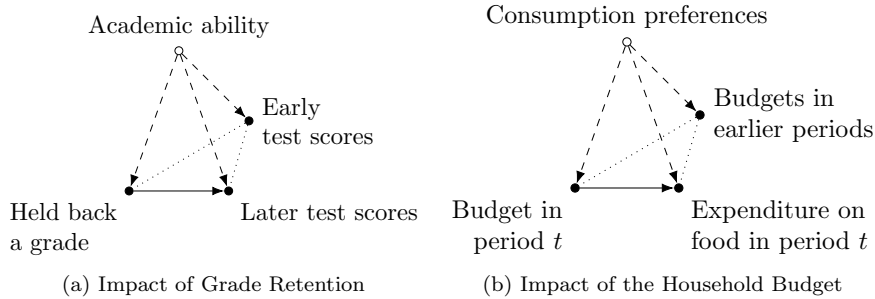 Academic ability
Early
test scores
Held back
a grade
Later test scores
(a) Impact of Grade Retention
Consumption preferences
Budgets in
earlier periods
Budget in
period t
Expenditure on
food in period t
(b) Impact of the Household Budget